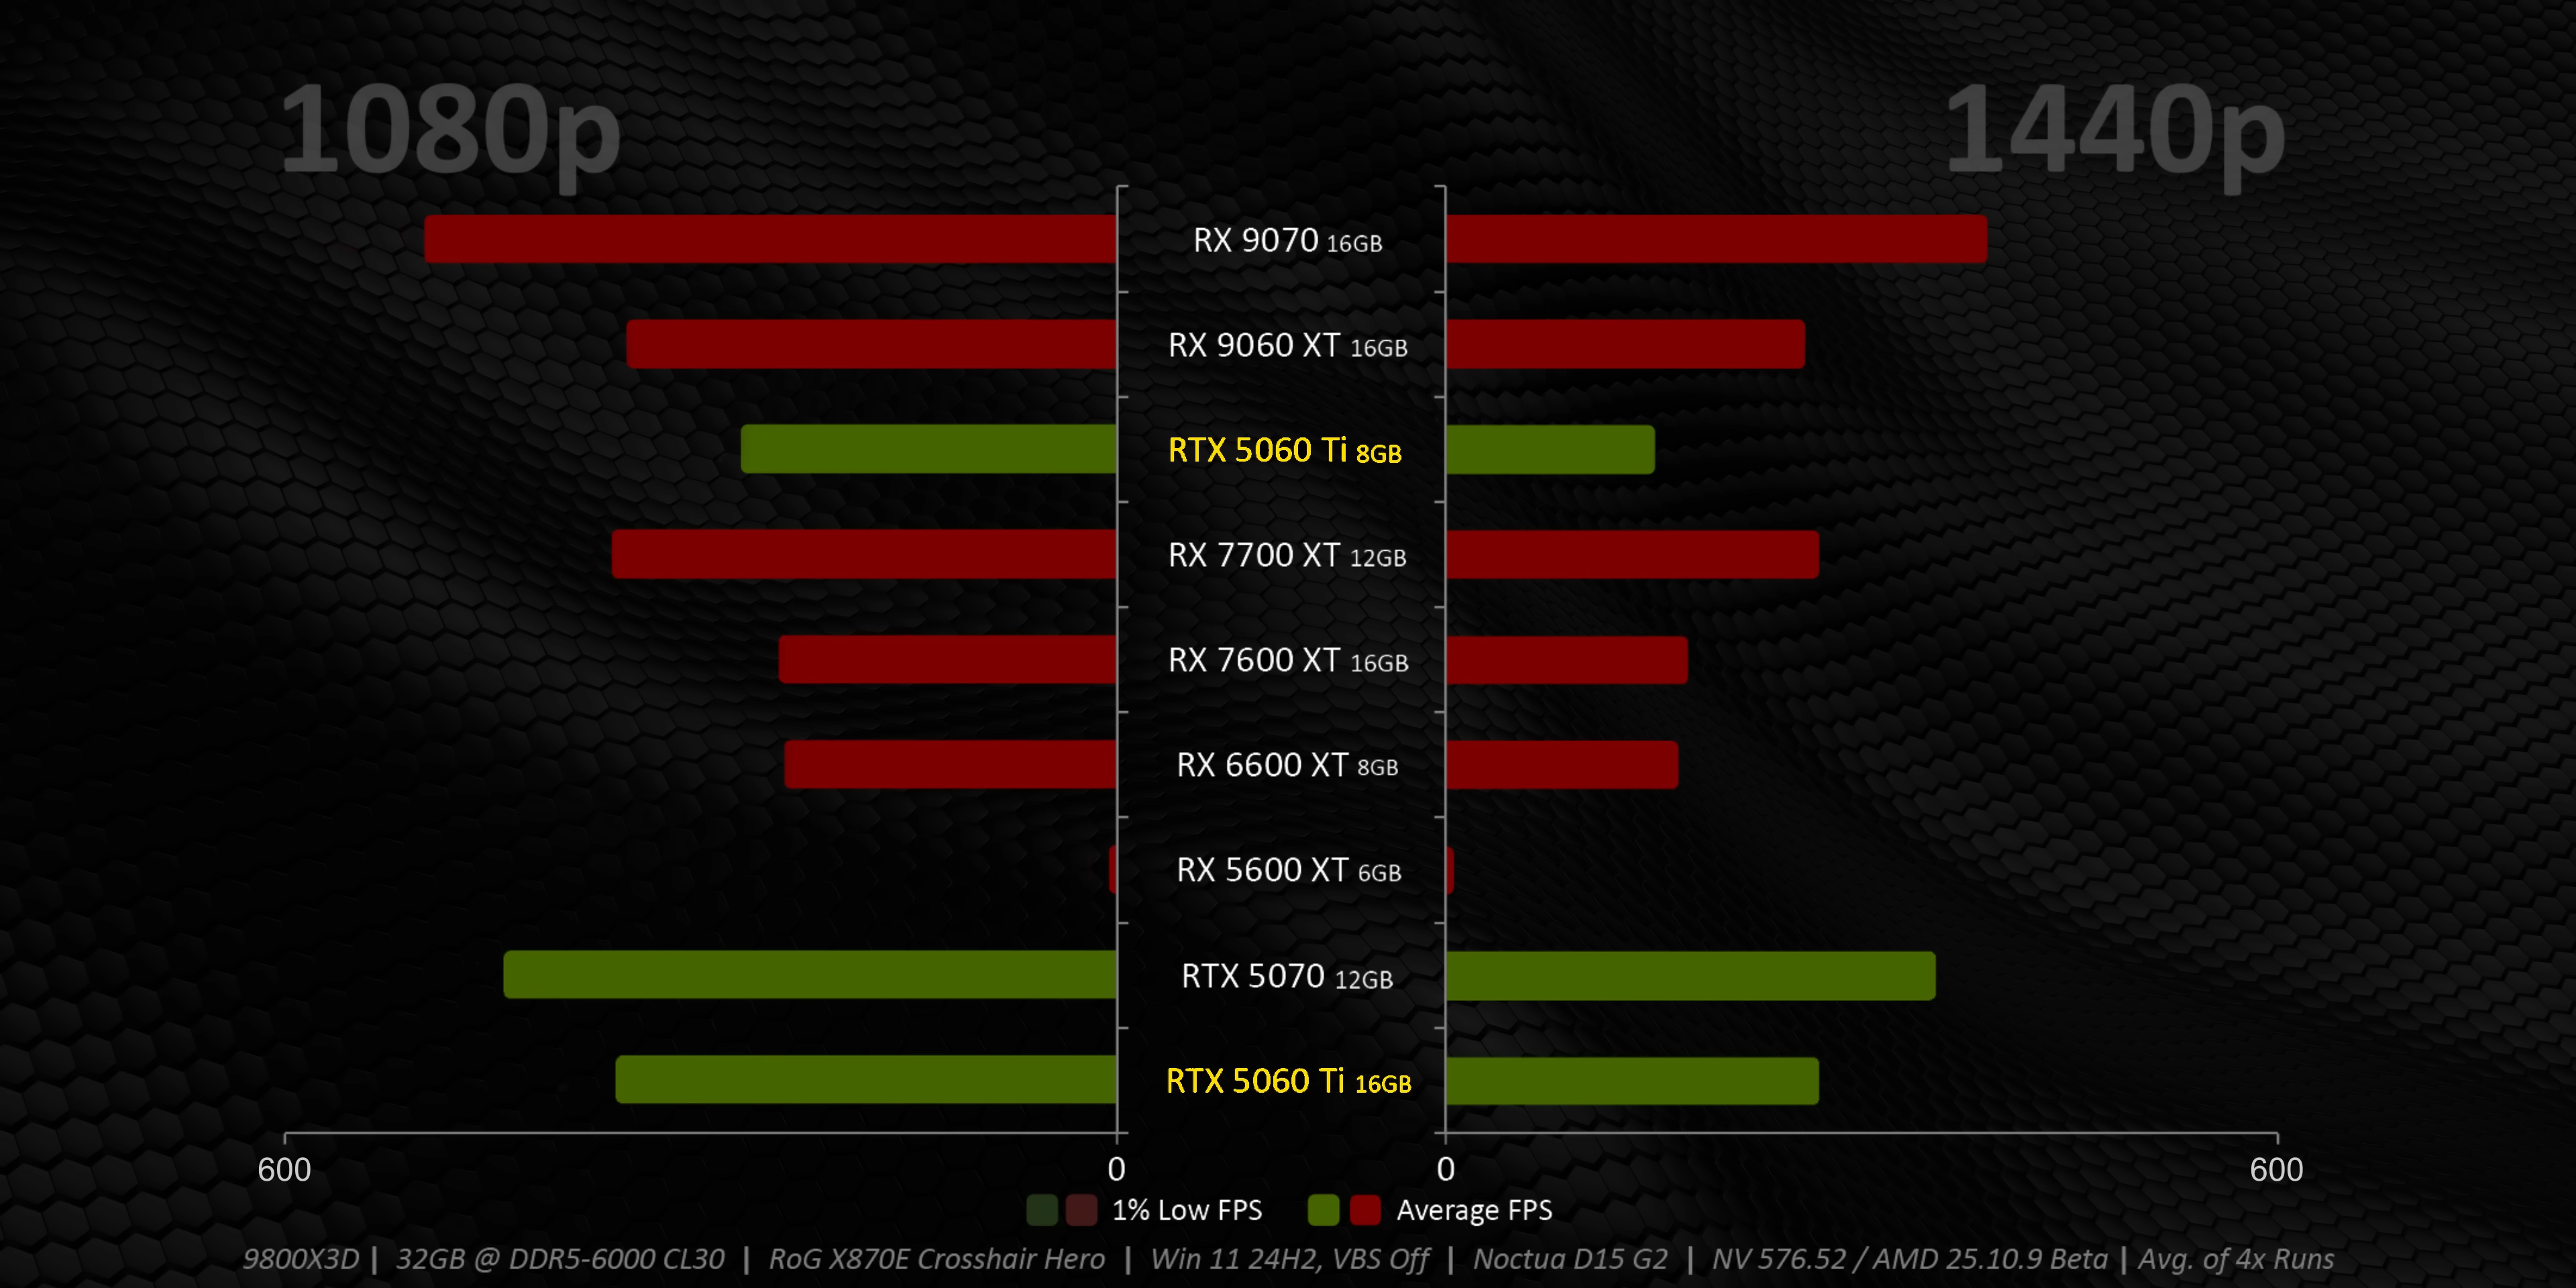 1080p
1440p
RX 9070 16GB
RX 9060 XT 16GB
RTX 5060 Ti 8GB
RX 7700 XT 12GB
RX 7600 XT 16GB
RX 6600 XT 8GB
RX 5600 XT 6GB
RTX 5070 12GB
RTX 5060 Ti 16GB
600 0 0 600
1% Low FPS Average FPS
9800X3D | 32GB @ DDR5-6000 CL30 | RoG X870E Crosshair Hero | Win 11 24H2, VBS Off | Noctua D15 G2 | NV 576.52 / AMD 25.10.9 Beta | Avg. of 4x Runs